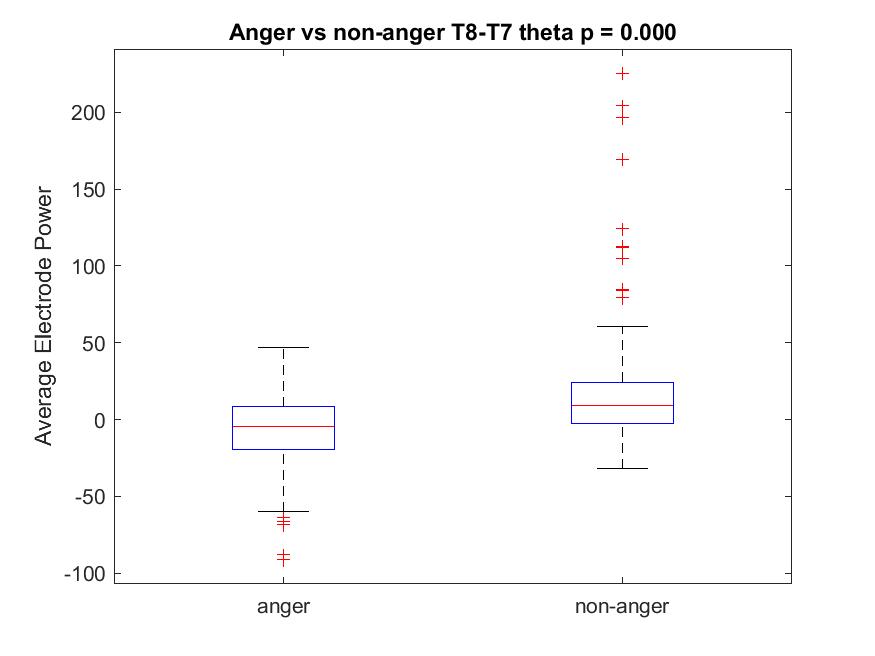 Anger vs non-anger T8-T7 theta p = 0.000
Average Electrode Power
200
150
100
50
0
-50
-100
anger non-anger